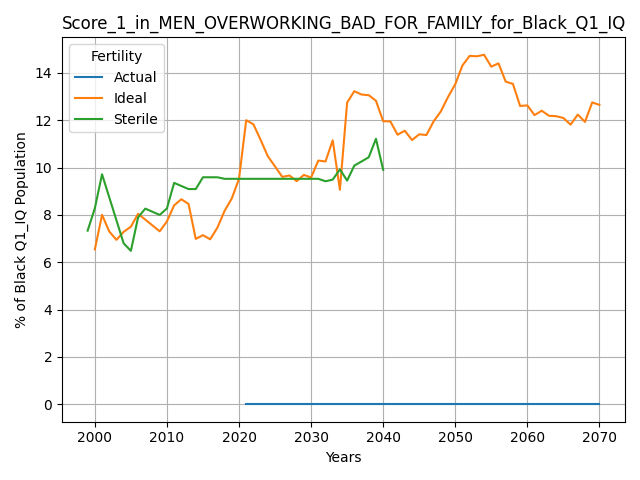 Score_1_in_MEN_OVERWORKING_BAD_FOR_FAMILY_for_Black_Q1_IQ
Fertility
Actual
Ideal
Sterile
% of Black Q1_IQ Population
14
12
10
8
6
4
2
0
2000 2010 2020 2030 2040 2050 2060 2070
Years